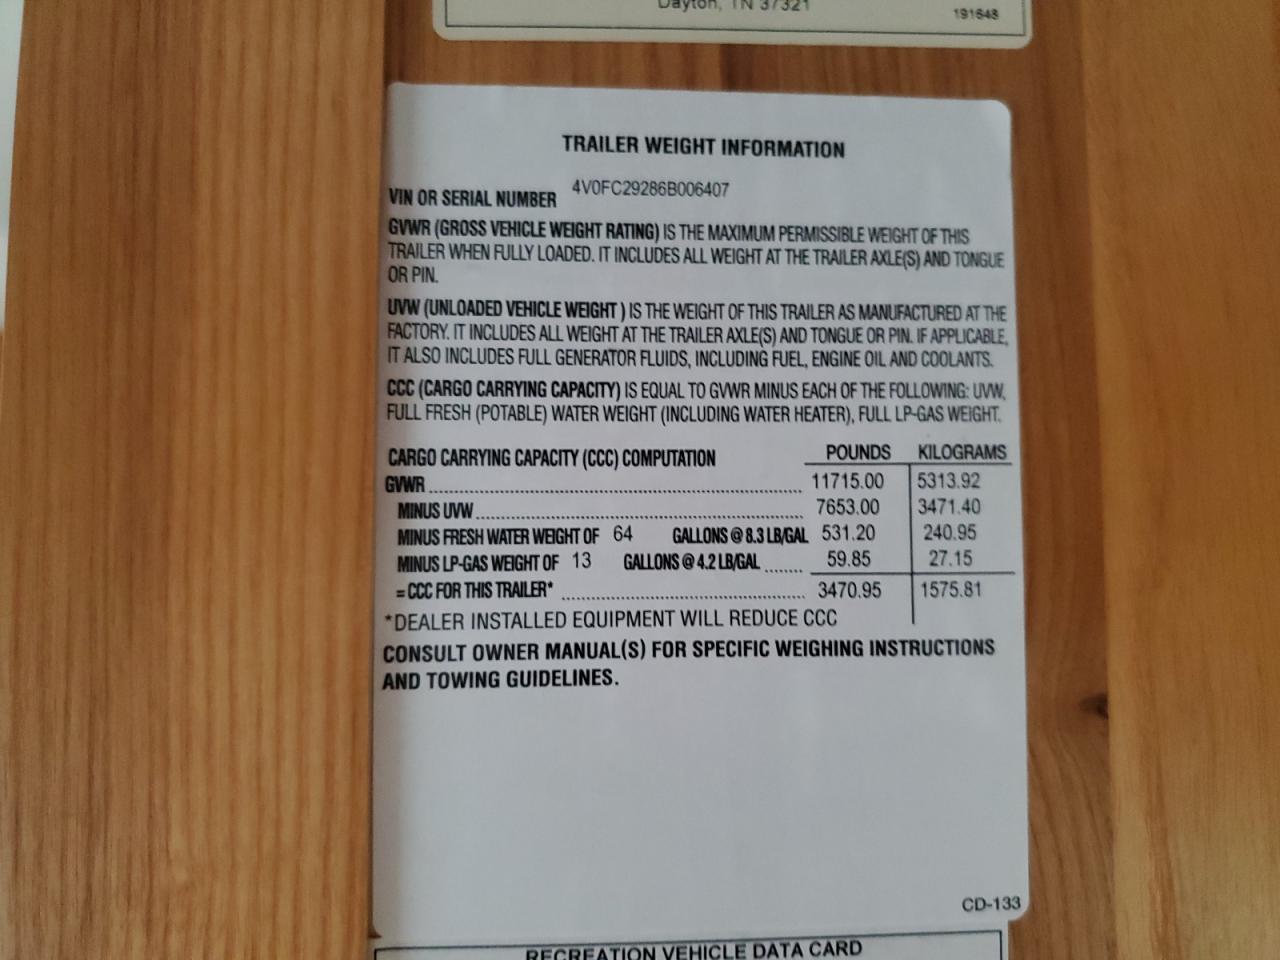 Dayton, TN 37321
191648
TRAILER WEIGHT INFORMATION
VIN OR SERIAL NUMBER 4V0FC29286B006407
GVWR (GROSS VEHICLE WEIGHT RATING) IS THE MAXIMUM PERMISSIBLE WEIGHT OF THIS
TRAILER WHEN FULLY LOADED. IT INCLUDES ALL WEIGHT AT THE TRAILER AXLE(S) AND TONGUE
OR PIN.
UVW (UNLOADED VEHICLE WEIGHT ) IS THE WEIGHT OF THIS TRAILER AS MANUFACTURED AT THE
FACTORY. IT INCLUDES ALL WEIGHT AT THE TRAILER AXLE(S) AND TONGUE OR PIN. IF APPLICABLE,
IT ALSO INCLUDES FULL GENERATOR FLUIDS, INCLUDING FUEL, ENGINE OIL AND COOLANTS.
CCC (CARGO CARRYING CAPACITY) IS EQUAL TO GVWR MINUS EACH OF THE FOLLOWING: UVW,
FULL FRESH (POTABLE) WATER WEIGHT (INCLUDING WATER HEATER), FULL LP-GAS WEIGHT.
CARGO CARRYING CAPACITY (CCC) COMPUTATION POUNDS KILOGRAMS
GVWR 11715.00 5313.92
MINUS UVW 7653.00 3471.40
MINUS FRESH WATER WEIGHT OF 64 GALLONS @ 8.3 LB/GAL 531.20 240.95
MINUS LP-GAS WEIGHT OF 13 GALLONS @ 4.2 LB/GAL 59.85 27.15
= CCC FOR THIS TRAILER* 3470.95 1575.81
*DEALER INSTALLED EQUIPMENT WILL REDUCE CCC
CONSULT OWNER MANUAL(S) FOR SPECIFIC WEIGHING INSTRUCTIONS
AND TOWING GUIDELINES.
CD-133
RECREATION VEHICLE DATA CARD